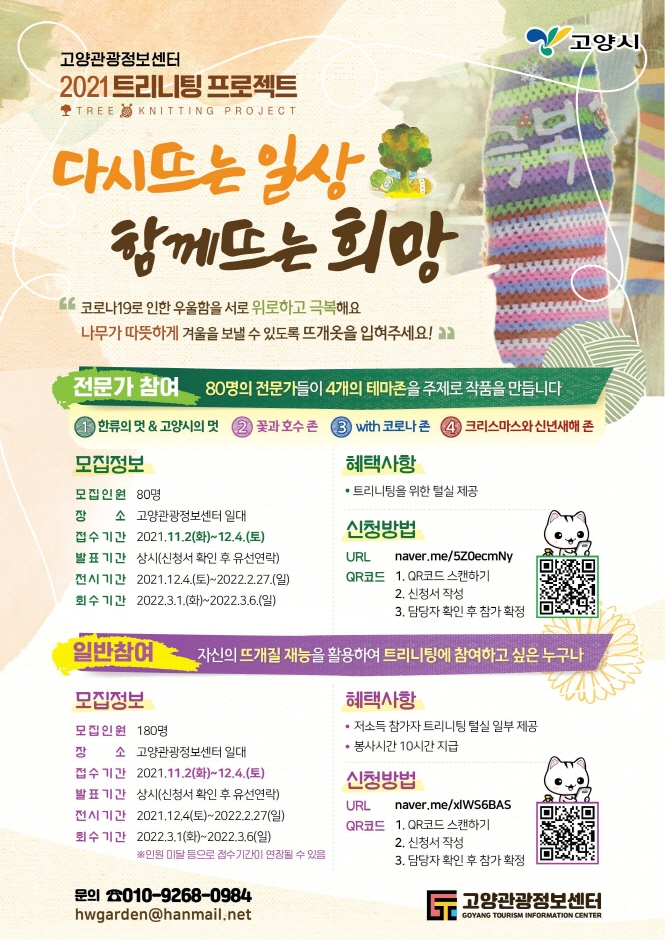 고양시
고양관광정보센터
2021 트리니팅 프로젝트
TREE KNITTING PROJECT
다시뜨는 일상
함께뜨는 희망
극복
“ 코로나19로 인한 우울함을 서로 위로하고 극복해요
나무가 따뜻하게 겨울을 보낼 수 있도록 뜨개옷을 입혀주세요! ”
전문가 참여 80명의 전문가들이 4개의 테마존을 주제로 작품을 만듭니다
1 한류의 멋 & 고양시의 멋 2 꽃과 호수 존 3 with 코로나 존 4 크리스마스와 신년새해 존
모집정보
모집인원 80명
장 소 고양관광정보센터 일대
접수기간 2021.11.2(화)~12.4.(토)
발표기간 상시(신청서 확인 후 유선연락)
전시기간 2021.12.4.(토)~2022.2.27.(일)
회수기간 2022.3.1.(화)~2022.3.6.(일)
혜택사항
• 트리니팅을 위한 털실 제공
신청방법
URL naver.me/5Z0ecmNy
QR코드 1. QR코드 스캔하기
2. 신청서 작성
3. 담당자 확인 후 참가 확정
일반참여 자신의 뜨개질 재능을 활용하여 트리니팅에 참여하고 싶은 누구나
모집정보
모집인원 180명
장 소 고양관광정보센터 일대
접수기간 2021.11.2(화)~12.4.(토)
발표기간 상시(신청서 확인 후 유선연락)
전시기간 2021.12.4(토)~2022.2.27(일)
회수기간 2022.3.1(화)~2022.3.6(일)
※인원 미달 등으로 접수기간이 연장될 수 있음
혜택사항
• 저소득 참가자 트리니팅 털실 일부 제공
• 봉사시간 10시간 지급
신청방법
URL naver.me/xlWS6BAS
QR코드 1. QR코드 스캔하기
2. 신청서 작성
3. 담당자 확인 후 참가 확정
문의 ☎010-9268-0984
hwgarden@hanmail.net
고양관광정보센터
GOYANG TOURISM INFORMATION CENTER